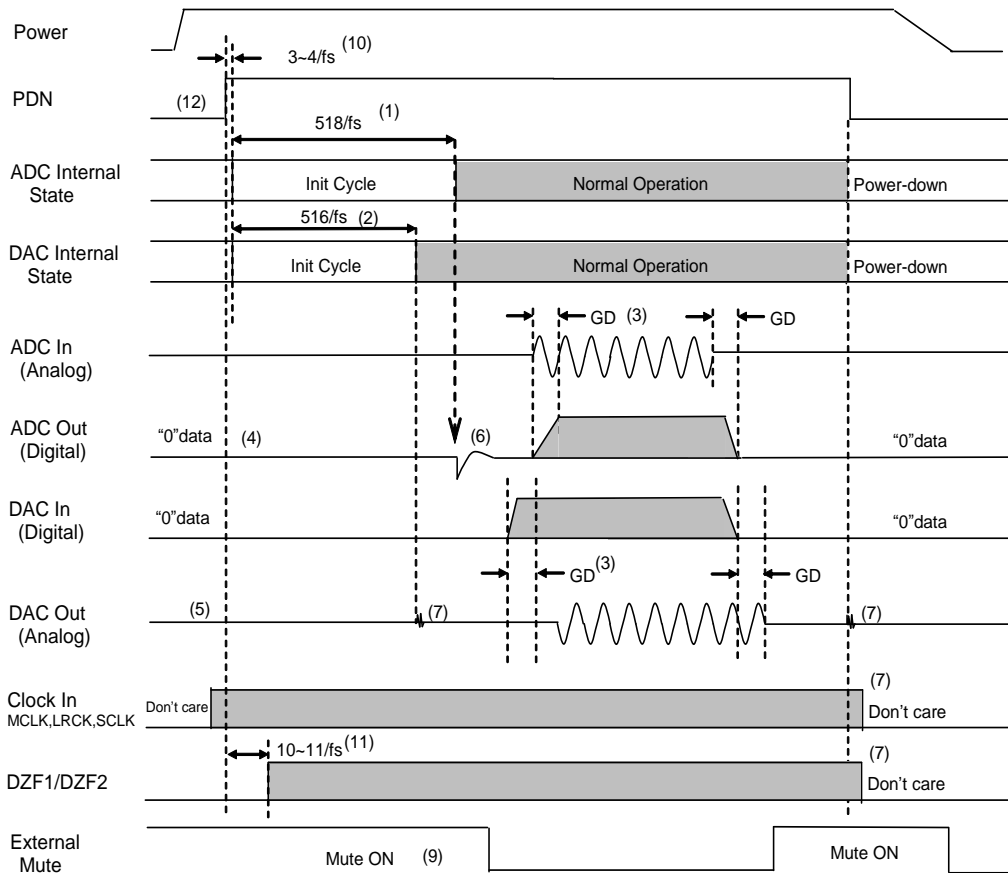 Power
3~4/fs (10)
PDN
(12)
518/fs (1)
ADC Internal
State
Init Cycle
Normal Operation
Power-down
516/fs (2)
DAC Internal
State
Init Cycle
Normal Operation
Power-down
GD (3)
GD
ADC In
(Analog)
ADC Out
(Digital)
“0”data
(4)
(6)
“0”data
DAC In
(Digital)
“0”data
“0”data
GD (3)
GD
DAC Out
(Analog)
(5)
(7)
(7)
Clock In
MCLK,LRCK,SCLK
Don’t care
(7)
Don’t care
10~11/fs (11)
DZF1/DZF2
(7)
Don’t care
External
Mute
Mute ON (9)
Mute ON